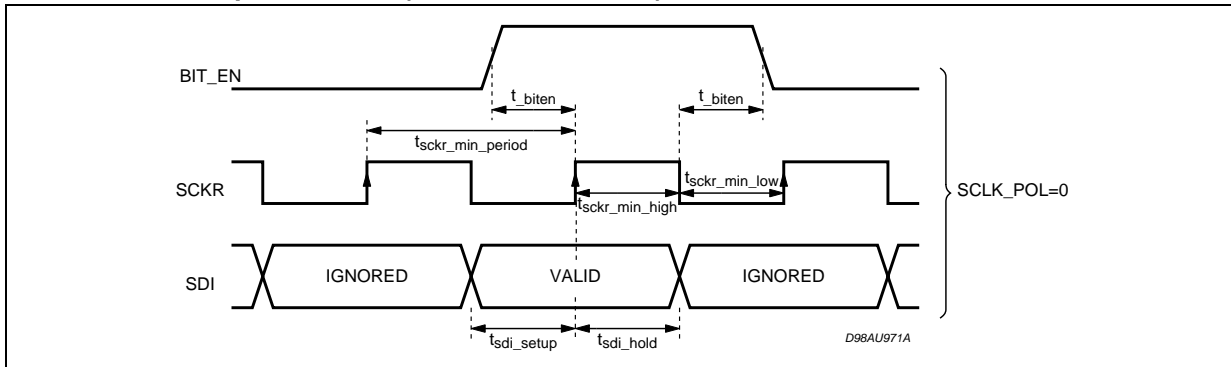 BIT_EN
t_biten
t_biten
tsckr_min_period
SCKR
tsckr_min_low
tsckr_min_high
SCLK_POL=0
SDI
IGNORED
VALID
IGNORED
tsdi_setup
tsdi_hold
D98AU971A